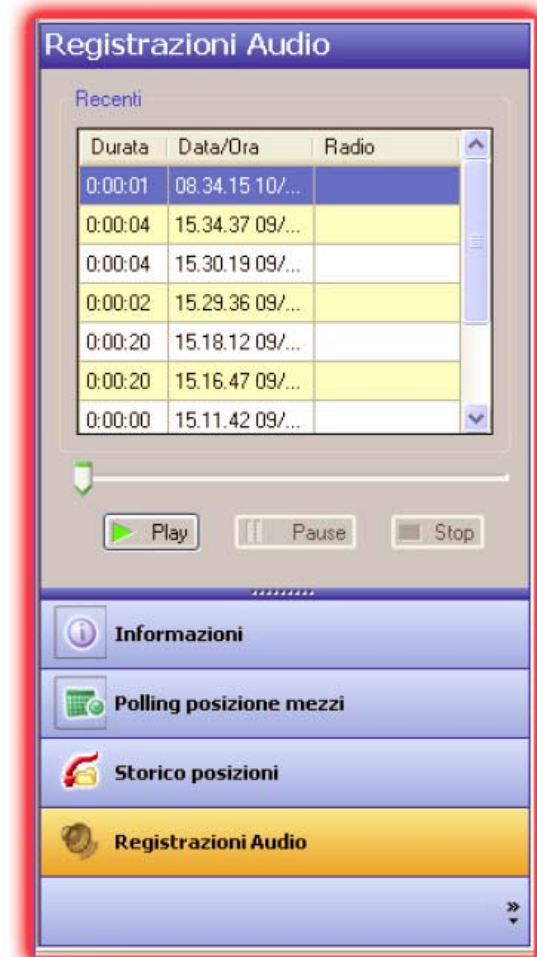 Registrazioni Audio
Recenti
Durata Data/Ora Radio
0:00:01 08.34.15 10/...
0:00:04 15.34.37 09/...
0:00:04 15.30.19 09/...
0:00:02 15.29.36 09/...
0:00:20 15.18.12 09/...
0:00:20 15.16.47 09/...
0:00:00 15.11.42 09/...
Play Pause Stop
Informazioni
Polling posizione mezzi
Storico posizioni
Registrazioni Audio